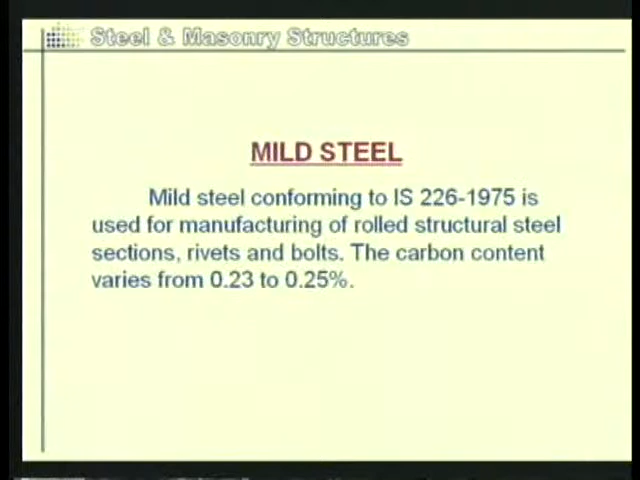 Steel & Masonry Structures
MILD STEEL
Mild steel conforming to IS 226-1975 is
used for manufacturing of rolled structural steel
sections, rivets and bolts. The carbon content
varies from 0.23 to 0.25%.